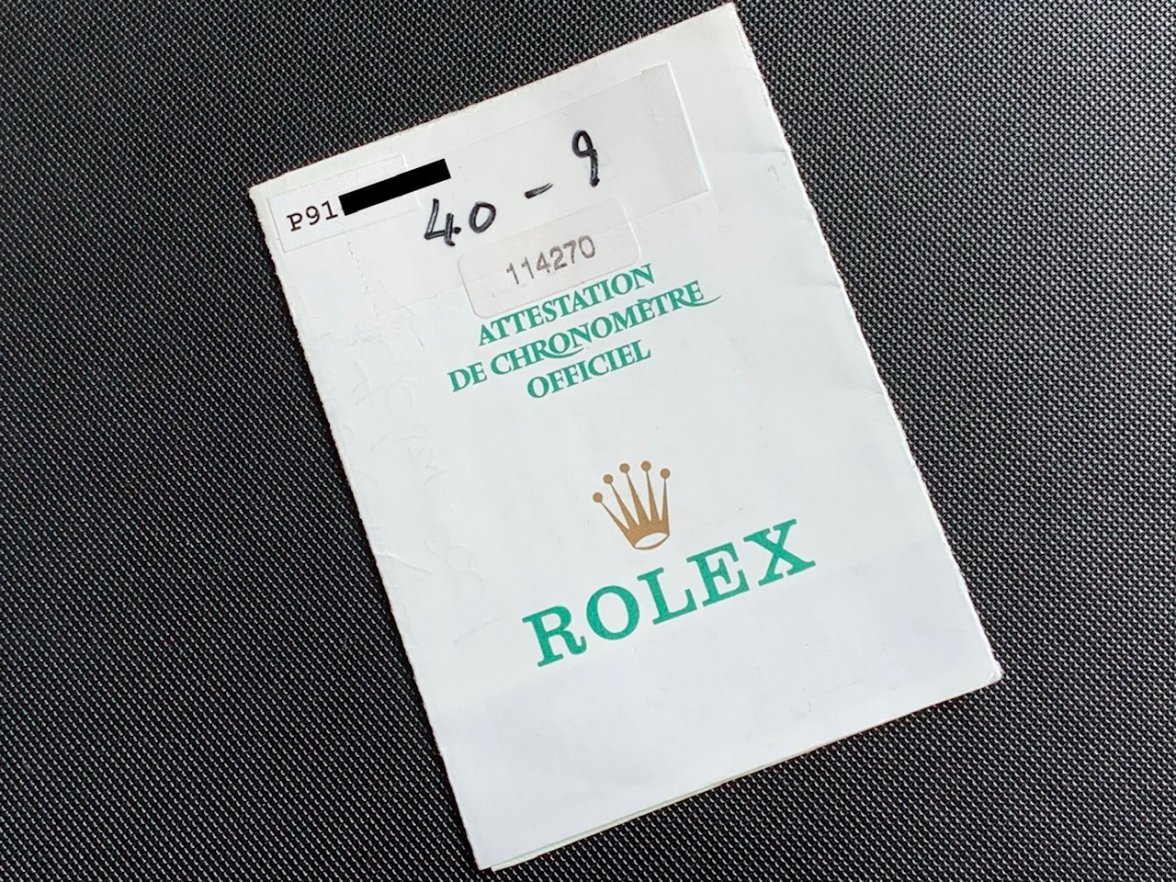 P91
40 - 9
114270
ATTESTATION
DE CHRONOMÈTRE
OFFICIEL
ROLEX